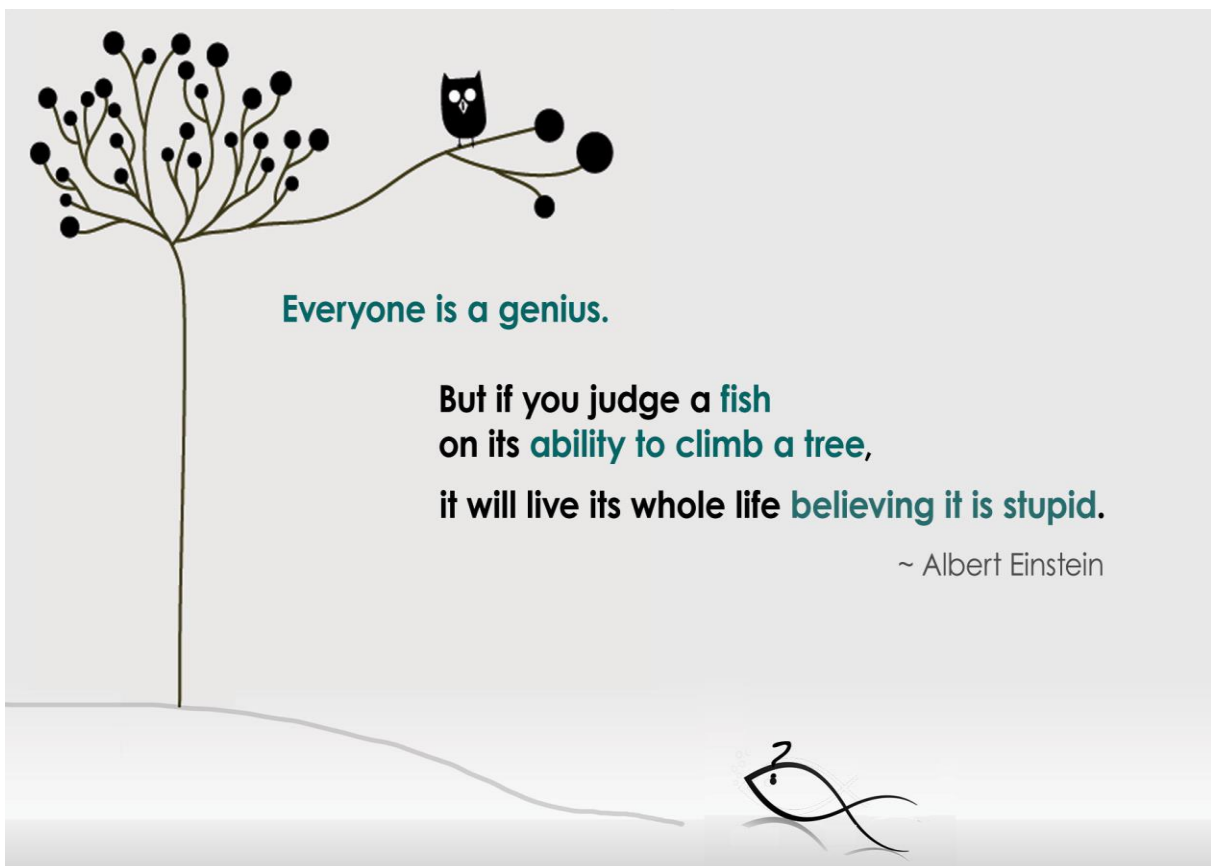 Everyone is a genius.
But if you judge a fish
on its ability to climb a tree,
it will live its whole life believing it is stupid.
~ Albert Einstein
?